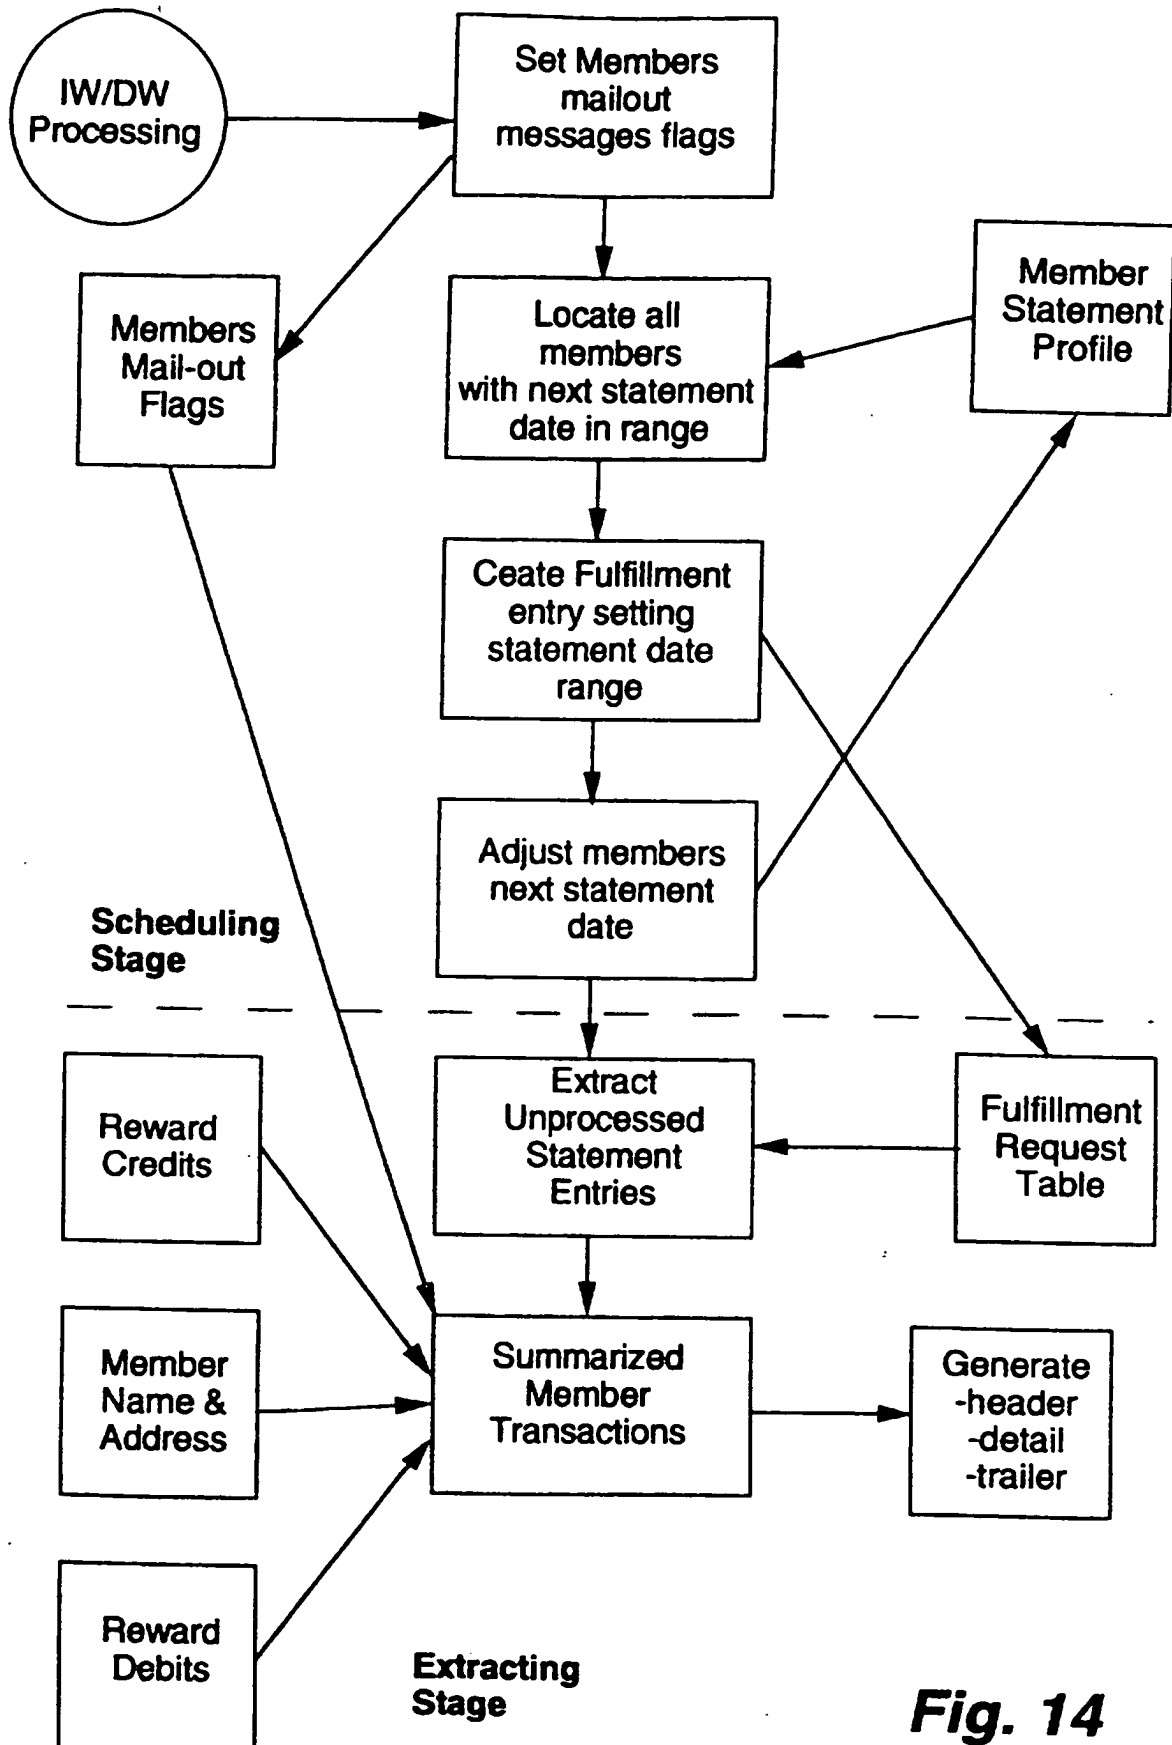 IW/DW
Processing
Set Members
mailout
messages flags
Members
Mail-out
Flags
Locate all
members
with next statement
date in range
Member
Statement
Profile
Ceate Fulfillment
entry setting
statement date
range
Adjust members
next statement
date
Scheduling
Stage
Reward
Credits
Extract
Unprocessed
Statement
Entries
Fulfillment
Request
Table
Member
Name &
Address
Summarized
Member
Transactions
Generate
-header
-detail
-trailer
Reward
Debits
Extracting
Stage
Fig. 14